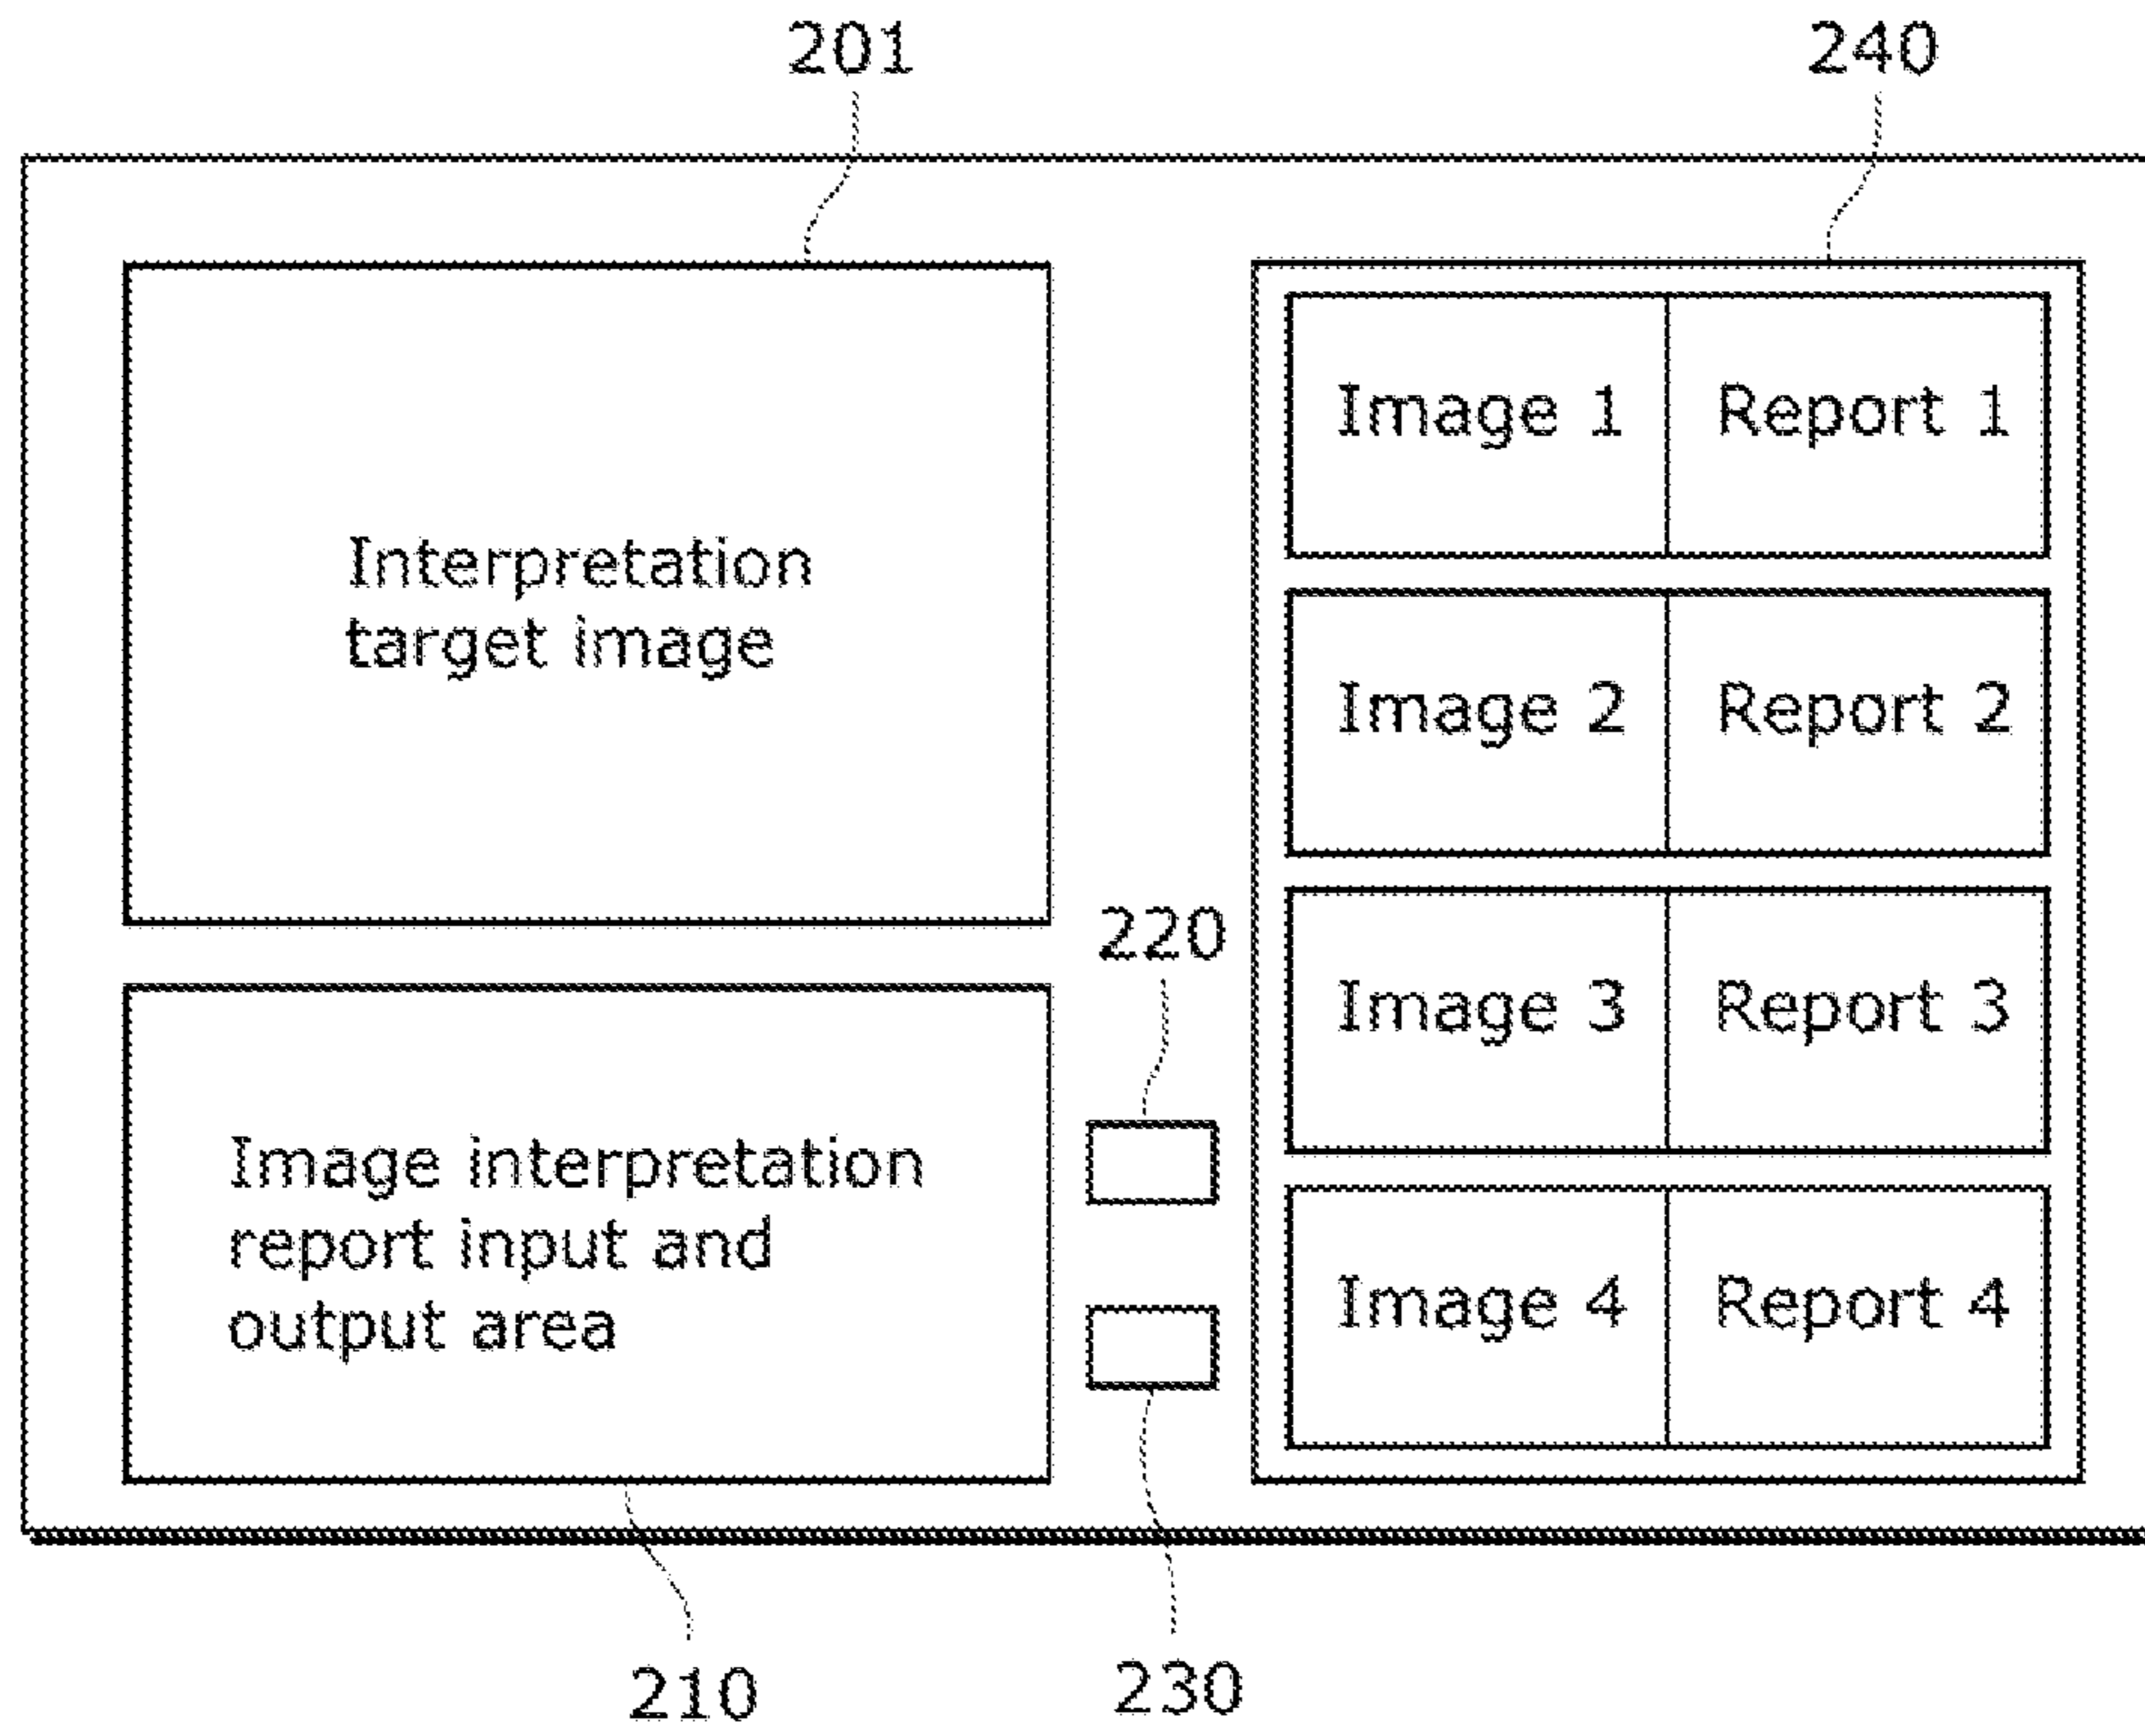 201
240
Interpretation
target image
Image 1
Report 1
Image 2
Report 2
220
Image 3
Report 3
Image interpretation
report input and
output area
Image 4
Report 4
210
230